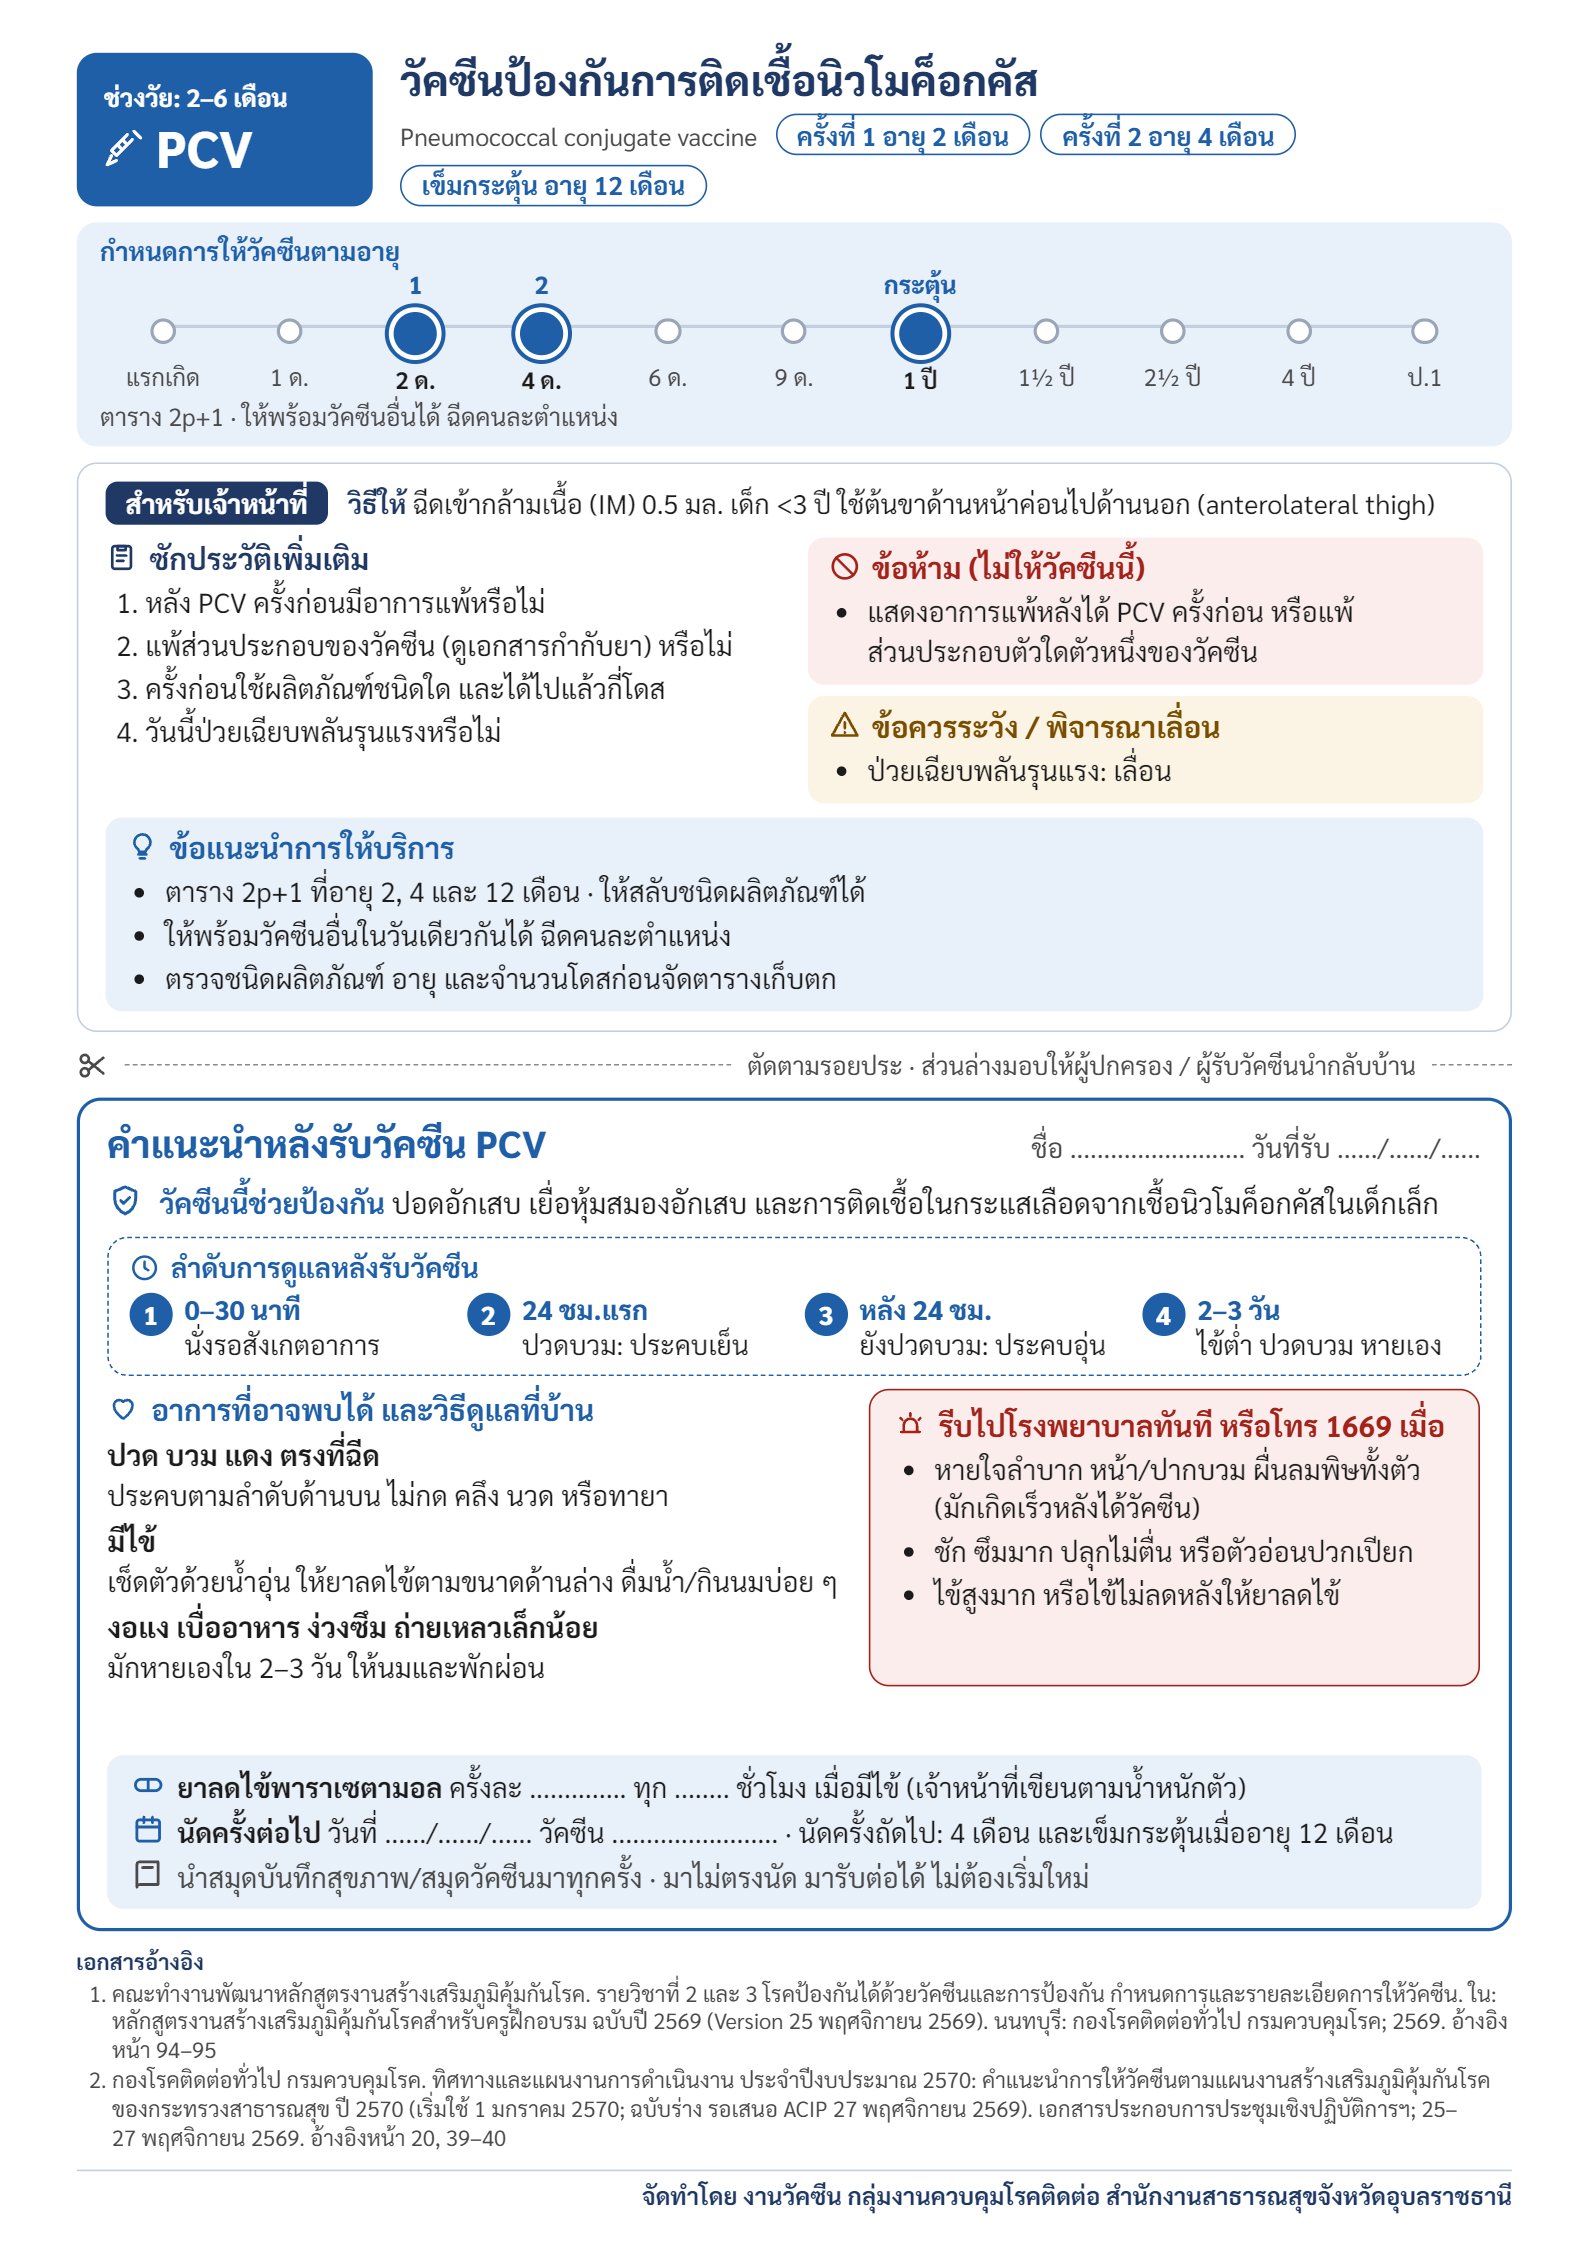 ช่วงวัย: 2–6 เดือน
PCV
วัคซีนป้องกันการติดเชื้อนิวโมค็อกคัส
Pneumococcal conjugate vaccine ครั้งที่ 1 อายุ 2 เดือน ครั้งที่ 2 อายุ 4 เดือน
เข็มกระตุ้น อายุ 12 เดือน
กำหนดการให้วัคซีนตามอายุ
1 2 กระตุ้น
แรกเกิด 1 ด. 2 ด. 4 ด. 6 ด. 9 ด. 1 ปี 1½ ปี 2½ ปี 4 ปี ป.1
ตาราง 2p+1 · ให้พร้อมวัคซีนอื่นได้ ฉีดคนละตำแหน่ง
สำหรับเจ้าหน้าที่ วิธีให้ ฉีดเข้ากล้ามเนื้อ (IM) 0.5 มล. เด็ก <3 ปี ใช้ต้นขาด้านหน้าค่อนไปด้านนอก (anterolateral thigh)
ซักประวัติเพิ่มเติม
1. หลัง PCV ครั้งก่อนมีอาการแพ้หรือไม่
2. แพ้ส่วนประกอบของวัคซีน (ดูเอกสารกำกับยา) หรือไม่
3. ครั้งก่อนใช้ผลิตภัณฑ์ชนิดใด และได้ไปแล้วกี่โดส
4. วันนี้ป่วยเฉียบพลันรุนแรงหรือไม่
ข้อห้าม (ไม่ให้วัคซีนนี้)
• แสดงอาการแพ้หลังได้ PCV ครั้งก่อน หรือแพ้
ส่วนประกอบตัวใดตัวหนึ่งของวัคซีน
ข้อควรระวัง / พิจารณาเลื่อน
• ป่วยเฉียบพลันรุนแรง: เลื่อน
ข้อแนะนำการให้บริการ
• ตาราง 2p+1 ที่อายุ 2, 4 และ 12 เดือน · ให้สลับชนิดผลิตภัณฑ์ได้
• ให้พร้อมวัคซีนอื่นในวันเดียวกันได้ ฉีดคนละตำแหน่ง
• ตรวจชนิดผลิตภัณฑ์ อายุ และจำนวนโดสก่อนจัดตารางเก็บตก
ตัดตามรอยประ · ส่วนล่างมอบให้ผู้ปกครอง / ผู้รับวัคซีนนำกลับบ้าน
คำแนะนำหลังรับวัคซีน PCV
ชื่อ ......................... วันที่รับ ....../....../......
วัคซีนนี้ช่วยป้องกัน ปอดอักเสบ เยื่อหุ้มสมองอักเสบ และการติดเชื้อในกระแสเลือดจากเชื้อนิวโมค็อกคัสในเด็กเล็ก
ลำดับการดูแลหลังรับวัคซีน
1 0–30 นาที
นั่งรอสังเกตอาการ
2 24 ชม.แรก
ปวดบวม: ประคบเย็น
3 หลัง 24 ชม.
ยังปวดบวม: ประคบอุ่น
4 2–3 วัน
ไข้ต่ำ ปวดบวม หายเอง
อาการที่อาจพบได้ และวิธีดูแลที่บ้าน
ปวด บวม แดง ตรงที่ฉีด
ประคบตามลำดับด้านบน ไม่กด คลึง นวด หรือทายา
มีไข้
เช็ดตัวด้วยน้ำอุ่น ให้ยาลดไข้ตามขนาดด้านล่าง ดื่มน้ำ/กินนมบ่อย ๆ
งอแง เบื่ออาหาร ง่วงซึม ถ่ายเหลวเล็กน้อย
มักหายเองใน 2–3 วัน ให้นมและพักผ่อน
รีบไปโรงพยาบาลทันที หรือโทร 1669 เมื่อ
• หายใจลำบาก หน้า/ปากบวม ผื่นลมพิษทั้งตัว
(มักเกิดเร็วหลังได้วัคซีน)
• ชัก ซึมมาก ปลุกไม่ตื่น หรือตัวอ่อนปวกเปียก
• ไข้สูงมาก หรือไข้ไม่ลดหลังให้ยาลดไข้
ยาลดไข้พาราเซตามอล ครั้งละ .............. ทุก ........ ชั่วโมง เมื่อมีไข้ (เจ้าหน้าที่เขียนตามน้ำหนักตัว)
นัดครั้งต่อไป วันที่ ....../....../...... วัคซีน ........................ · นัดครั้งถัดไป: 4 เดือน และเข็มกระตุ้นเมื่ออายุ 12 เดือน
นำสมุดบันทึกสุขภาพ/สมุดวัคซีนมาทุกครั้ง · มาไม่ตรงนัด มารับต่อได้ ไม่ต้องเริ่มใหม่
เอกสารอ้างอิง
1. คณะทำงานพัฒนาหลักสูตรงานสร้างเสริมภูมิคุ้มกันโรค. รายวิชาที่ 2 และ 3 โรคป้องกันได้ด้วยวัคซีนและการป้องกัน กำหนดการและรายละเอียดการให้วัคซีน. ใน:
หลักสูตรงานสร้างเสริมภูมิคุ้มกันโรคสำหรับครูฝึกอบรม ฉบับปี 2569 (Version 25 พฤศจิกายน 2569). นนทบุรี: กองโรคติดต่อทั่วไป กรมควบคุมโรค; 2569. อ้างอิง
หน้า 94–95
2. กองโรคติดต่อทั่วไป กรมควบคุมโรค. ทิศทางและแผนงานการดำเนินงาน ประจำปีงบประมาณ 2570: คำแนะนำการให้วัคซีนตามแผนงานสร้างเสริมภูมิคุ้มกันโรค
ของกระทรวงสาธารณสุข ปี 2570 (เริ่มใช้ 1 มกราคม 2570; ฉบับร่าง รอเสนอ ACIP 27 พฤศจิกายน 2569). เอกสารประกอบการประชุมเชิงปฏิบัติการฯ; 25–
27 พฤศจิกายน 2569. อ้างอิงหน้า 20, 39–40
จัดทำโดย งานวัคซีน กลุ่มงานควบคุมโรคติดต่อ สำนักงานสาธารณสุขจังหวัดอุบลราชธานี